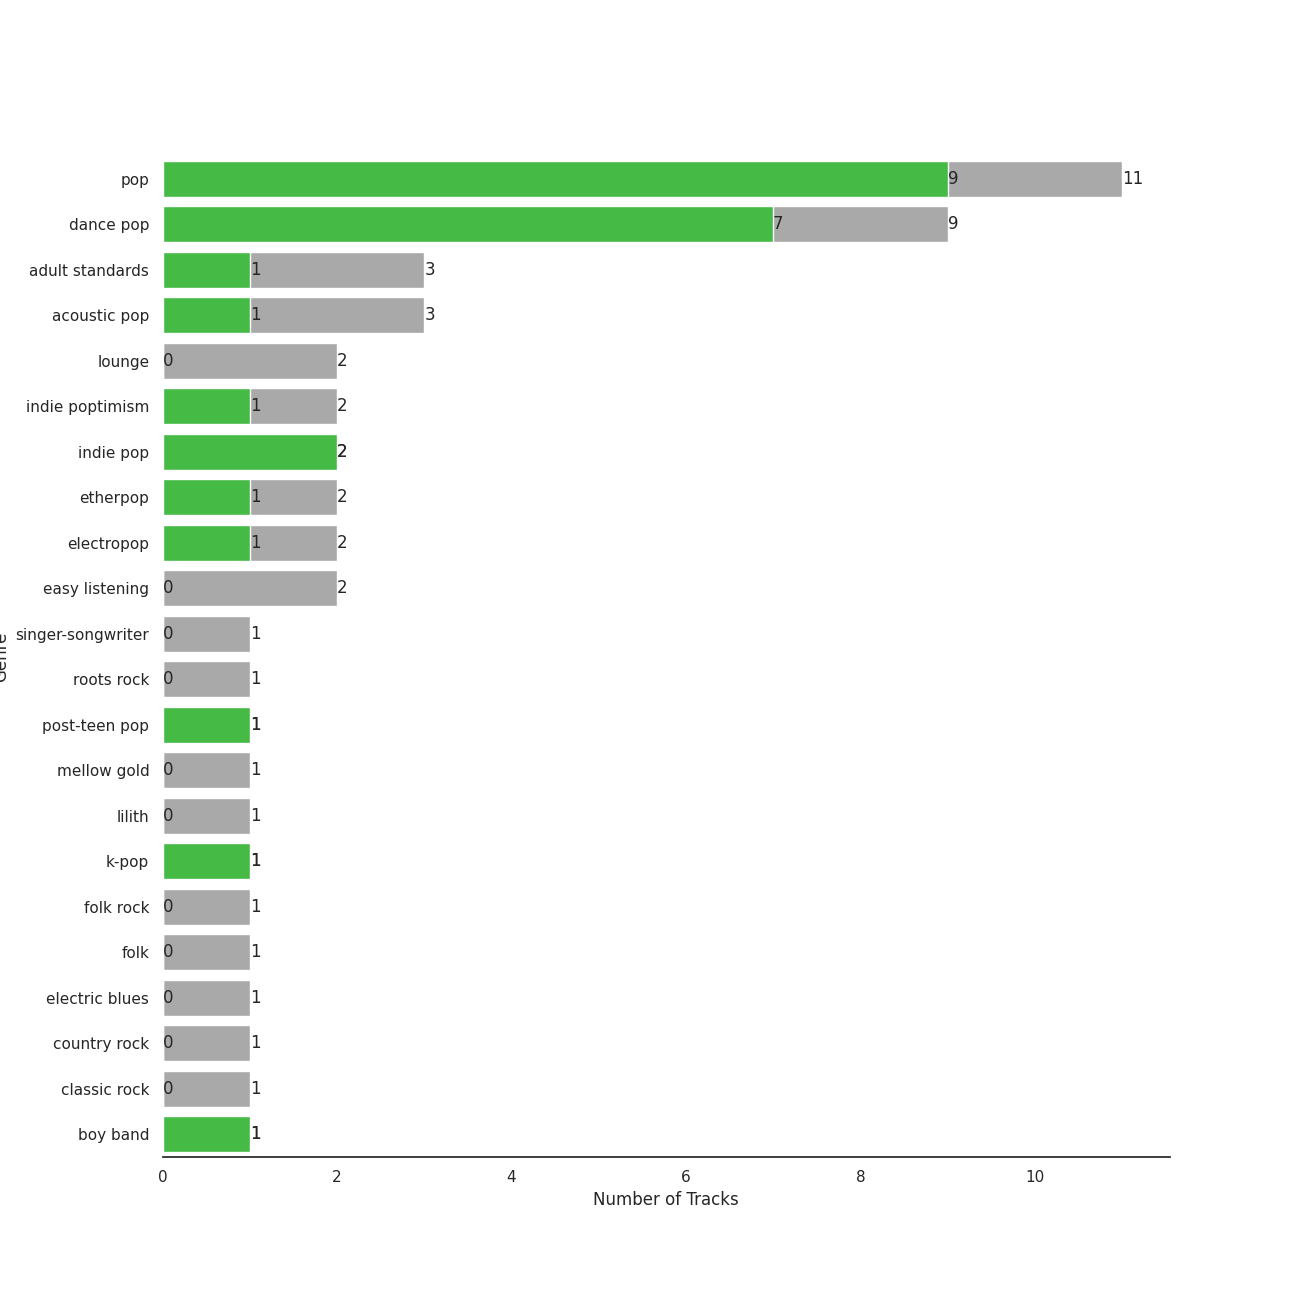 pop 9 11
dance pop 7 9
adult standards 1 3
acoustic pop 1 3
lounge 0 2
indie poptimism 1 2
indie pop 2
etherpop 1 2
electropop 1 2
easy listening 0 2
singer-songwriter 0 1
roots rock 0 1
post-teen pop 1
mellow gold 0 1
lilith 0 1
k-pop 1
folk rock 0 1
folk 0 1
electric blues 0 1
country rock 0 1
classic rock 0 1
boy band 1
Genre
0 2 4 6 8 10
Number of Tracks